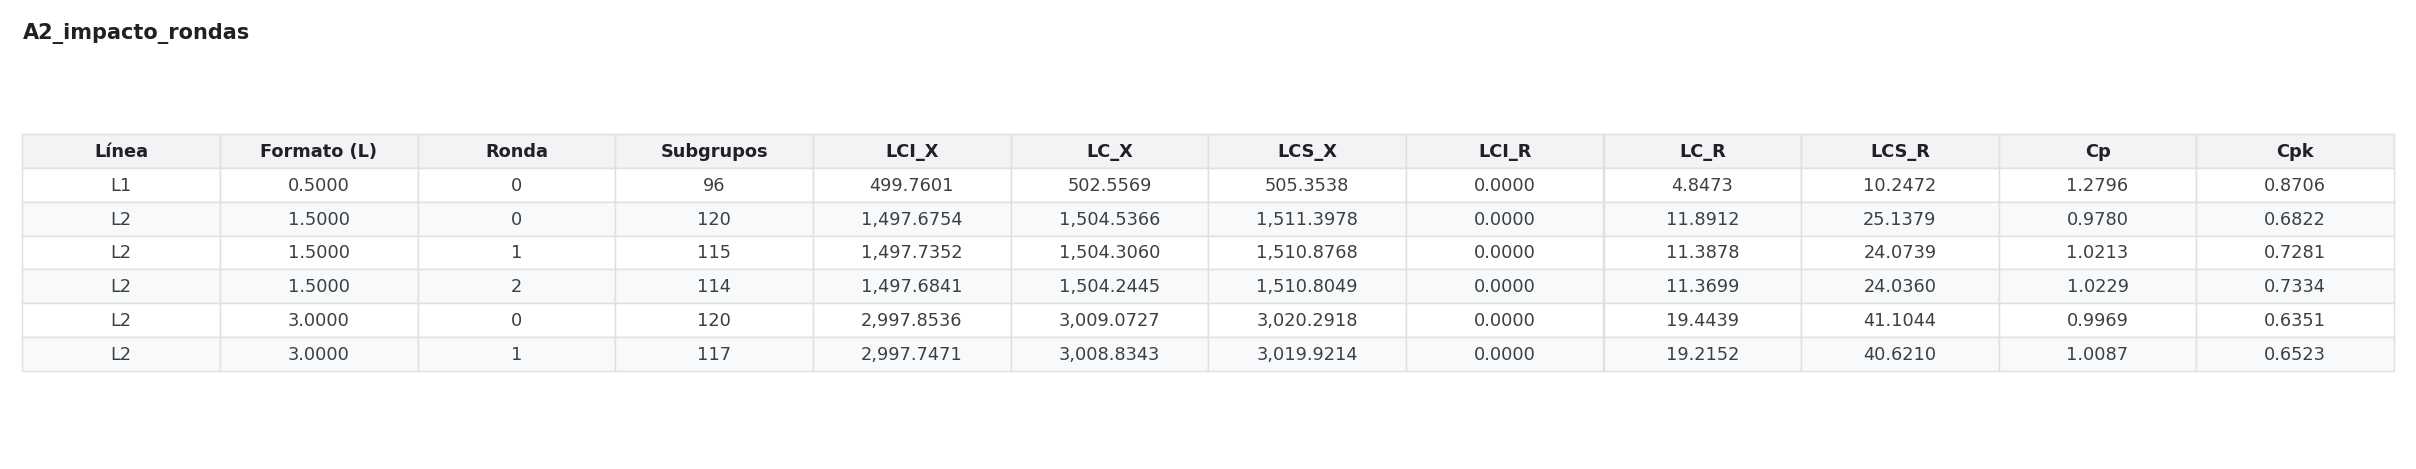 A2_impacto_rondas
Línea Formato (L) Ronda Subgrupos LCI_X LC_X LCS_X LCI_R LC_R LCS_R Cp Cpk
L1 0.5000 0 96 499.7601 502.5569 505.3538 0.0000 4.8473 10.2472 1.2796 0.8706
L2 1.5000 0 120 1,497.6754 1,504.5366 1,511.3978 0.0000 11.8912 25.1379 0.9780 0.6822
L2 1.5000 1 115 1,497.7352 1,504.3060 1,510.8768 0.0000 11.3878 24.0739 1.0213 0.7281
L2 1.5000 2 114 1,497.6841 1,504.2445 1,510.8049 0.0000 11.3699 24.0360 1.0229 0.7334
L2 3.0000 0 120 2,997.8536 3,009.0727 3,020.2918 0.0000 19.4439 41.1044 0.9969 0.6351
L2 3.0000 1 117 2,997.7471 3,008.8343 3,019.9214 0.0000 19.2152 40.6210 1.0087 0.6523